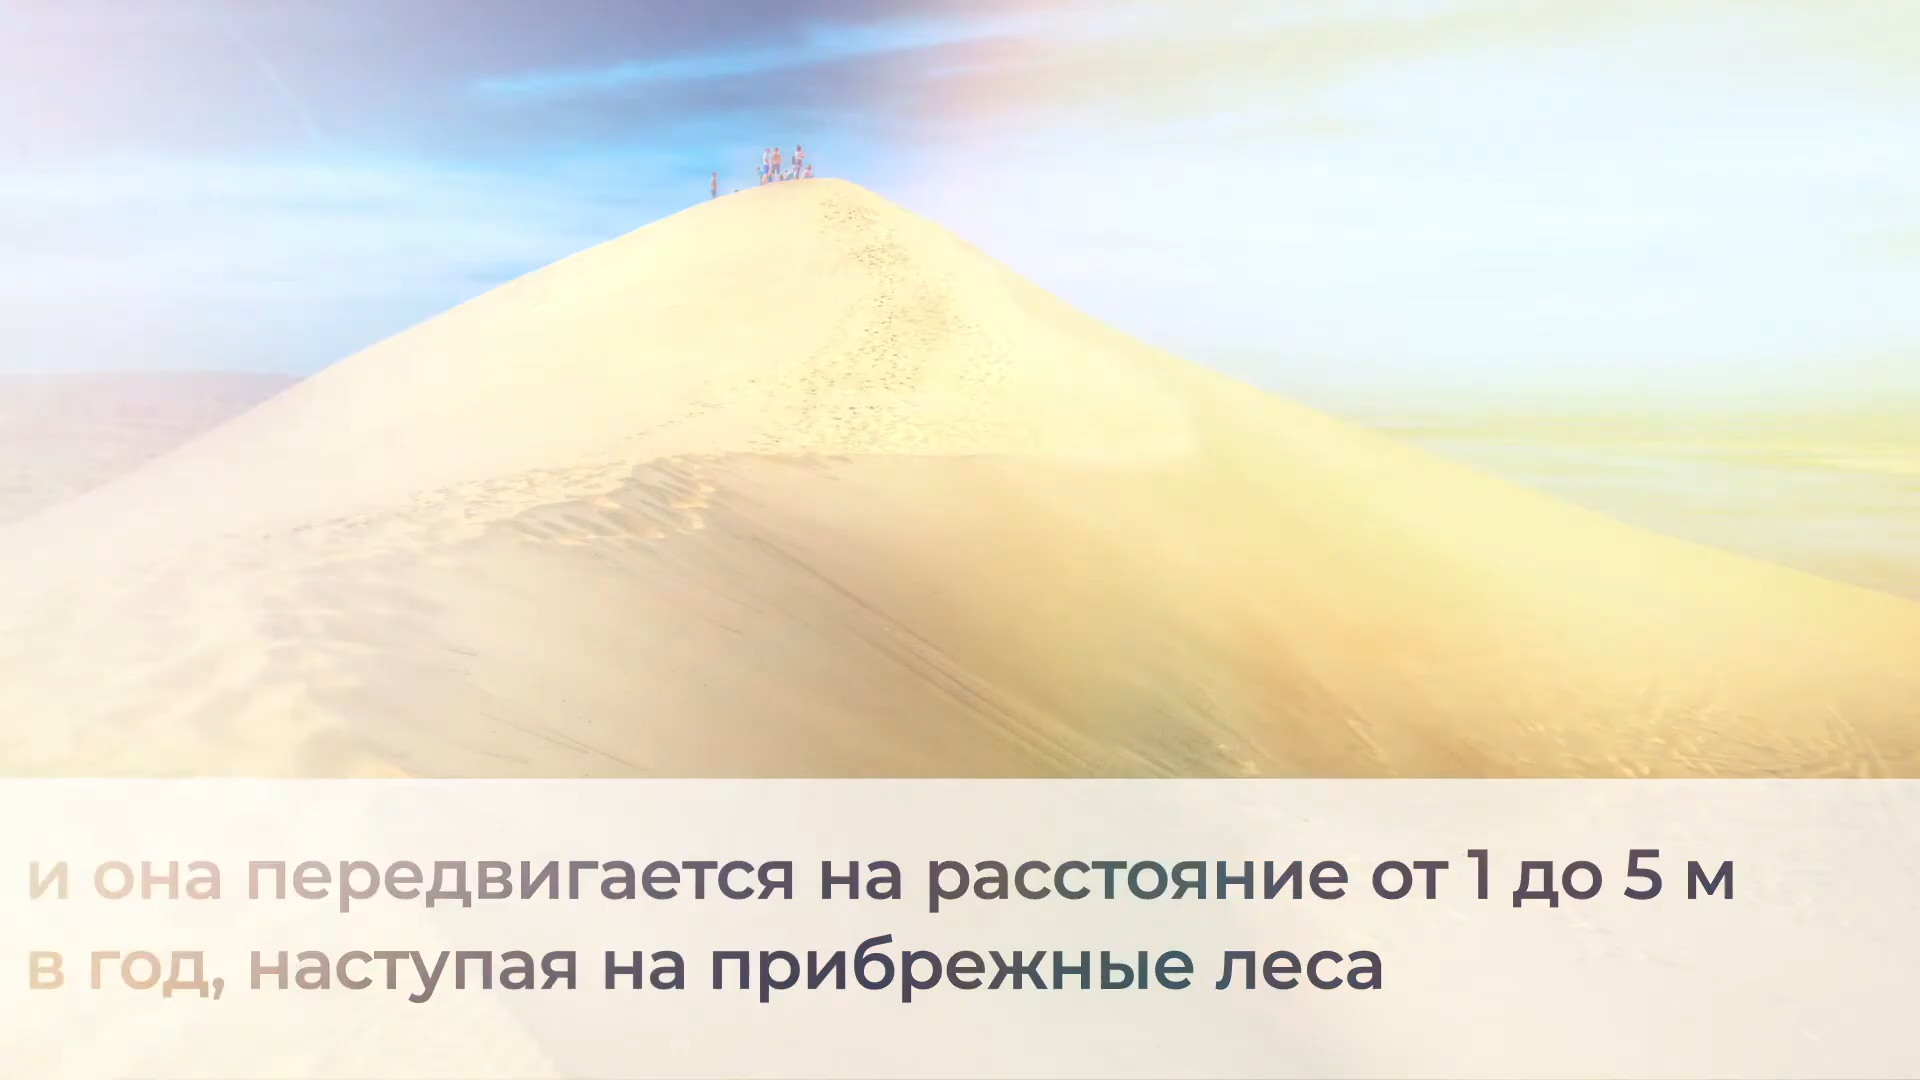 и она передвигается на расстояние от 1 до 5 м
в год, наступая на прибрежные леса